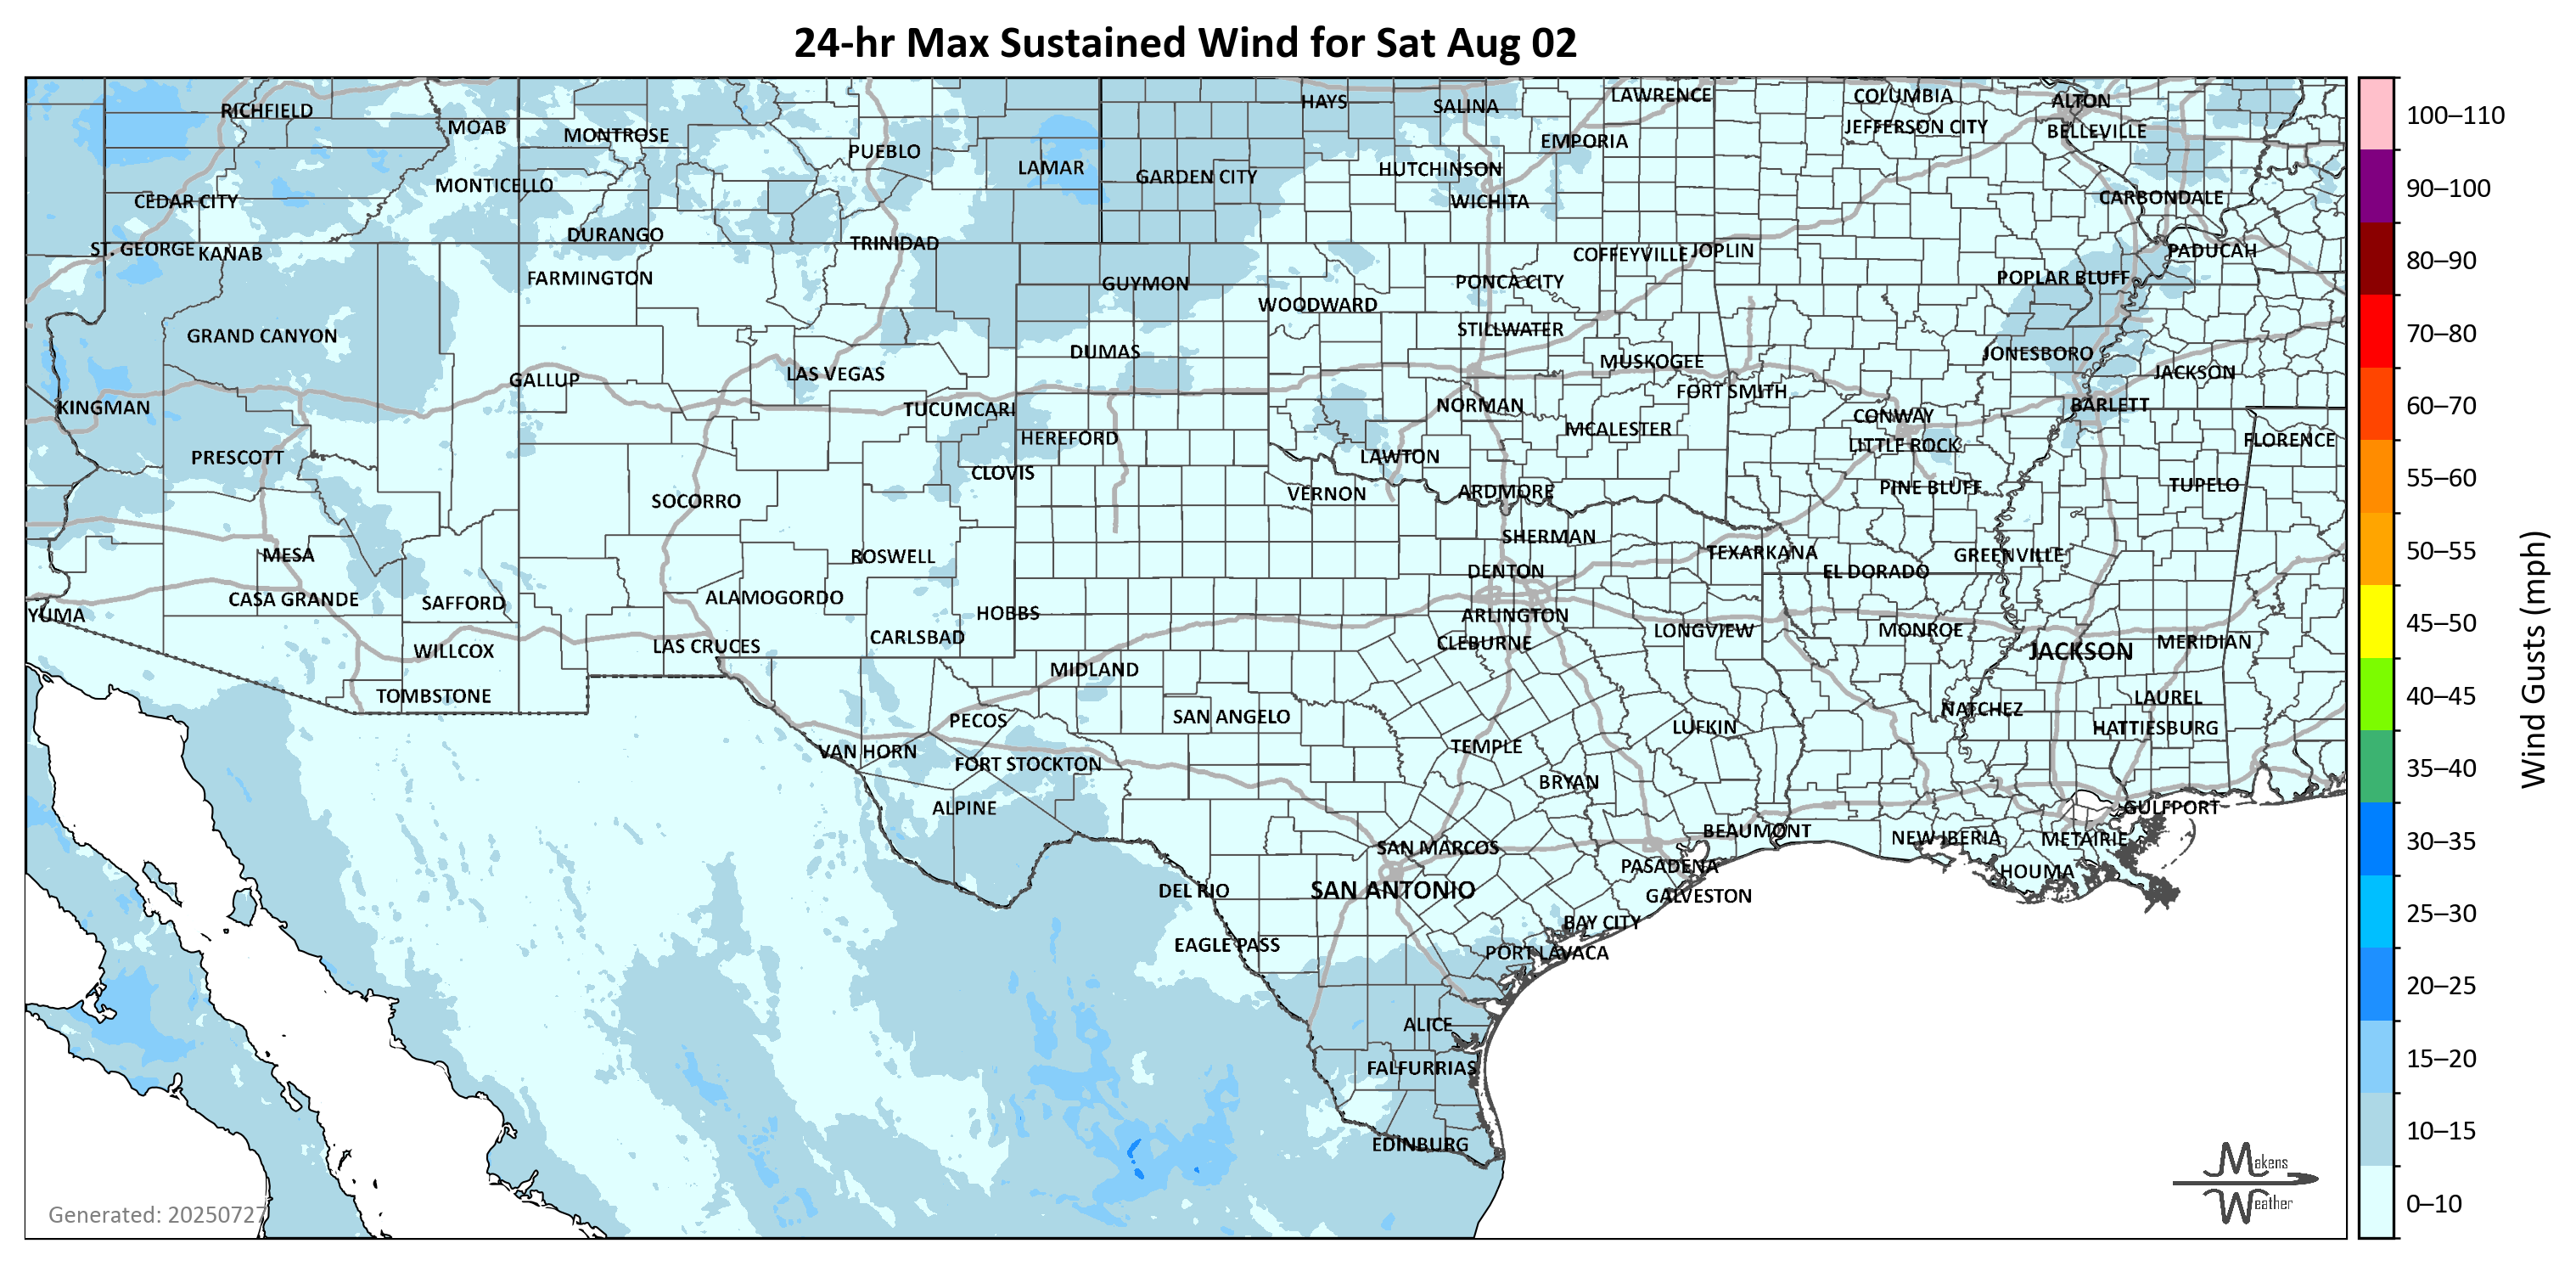 24-hr Max Sustained Wind for Sat Aug 02
RICHFIELD
MOAB
MONTROSE
PUEBLO
LAMAR
HAYS
SALINA
LAWRENCE
COLUMBIA
ALTON
JEFFERSON CITY
BELLEVILLE
EMPORIA
HUTCHINSON
GARDEN CITY
MONTICELLO
CEDAR CITY
WICHITA
CARBONDALE
DURANGO
TRINIDAD
ST. GEORGE
KANAB
COFFEYVILLE
JOPLIN
PADUCAH
FARMINGTON
GUYMON
PONCA CITY
POPLAR BLUFF
WOODWARD
GRAND CANYON
STILLWATER
DUMAS
JONESBORO
MUSKOGEE
GALLUP
LAS VEGAS
JACKSON
FORT SMITH
KINGMAN
TUCUMCARI
NORMAN
CONWAY
BARLETT
HEREFORD
MCALESTER
LITTLE ROCK
FLORENCE
PRESCOTT
CLOVIS
LAWTON
SOCORRO
VERNON
ARDMORE
PINE BLUFF
TUPELO
SHERMAN
MESA
ROSWELL
TEXARKANA
GREENVILLE
DENTON
EL DORADO
CASA GRANDE
SAFFORD
ALAMOGORDO
HOBBS
YUMA
ARLINGTON
LAS CRUCES
CARLSBAD
CLEBURNE
LONGVIEW
MONROE
WILLCOX
JACKSON
MERIDIAN
MIDLAND
TOMBSTONE
LAUREL
PECOS
SAN ANGELO
NATCHEZ
LUFKIN
HATTIESBURG
VAN HORN
FORT STOCKTON
TEMPLE
BRYAN
ALPINE
GULFPORT
BEAUMONT
NEW IBERIA
METAIRIE
SAN MARCOS
PASADENA
HOUMA
DEL RIO
SAN ANTONIO
GALVESTON
BAY CITY
EAGLE PASS
PORT LAVACA
ALICE
FALFURRIAS
EDINBURG
Generated: 20250727
Makens
Weather
100–110
90–100
80–90
70–80
60–70
55–60
50–55
45–50
40–45
35–40
30–35
25–30
20–25
15–20
10–15
0–10
Wind Gusts (mph)